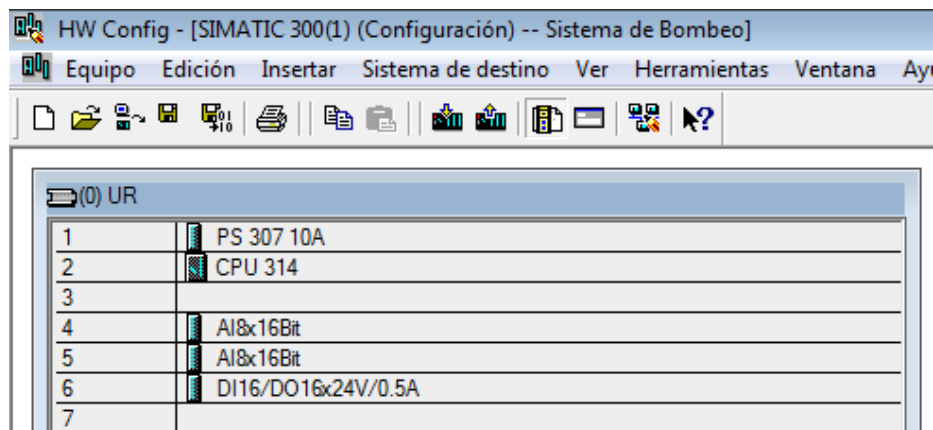 HW Config - [SIMATIC 300(1) (Configuración) -- Sistema de Bombeo]
Equipo Edición Insertar Sistema de destino Ver Herramientas Ventana
(0) UR
1 PS 307 10A
2 CPU 314
3
4 AI8x16Bit
5 AI8x16Bit
6 DI16/DO16x24V/0.5A
7